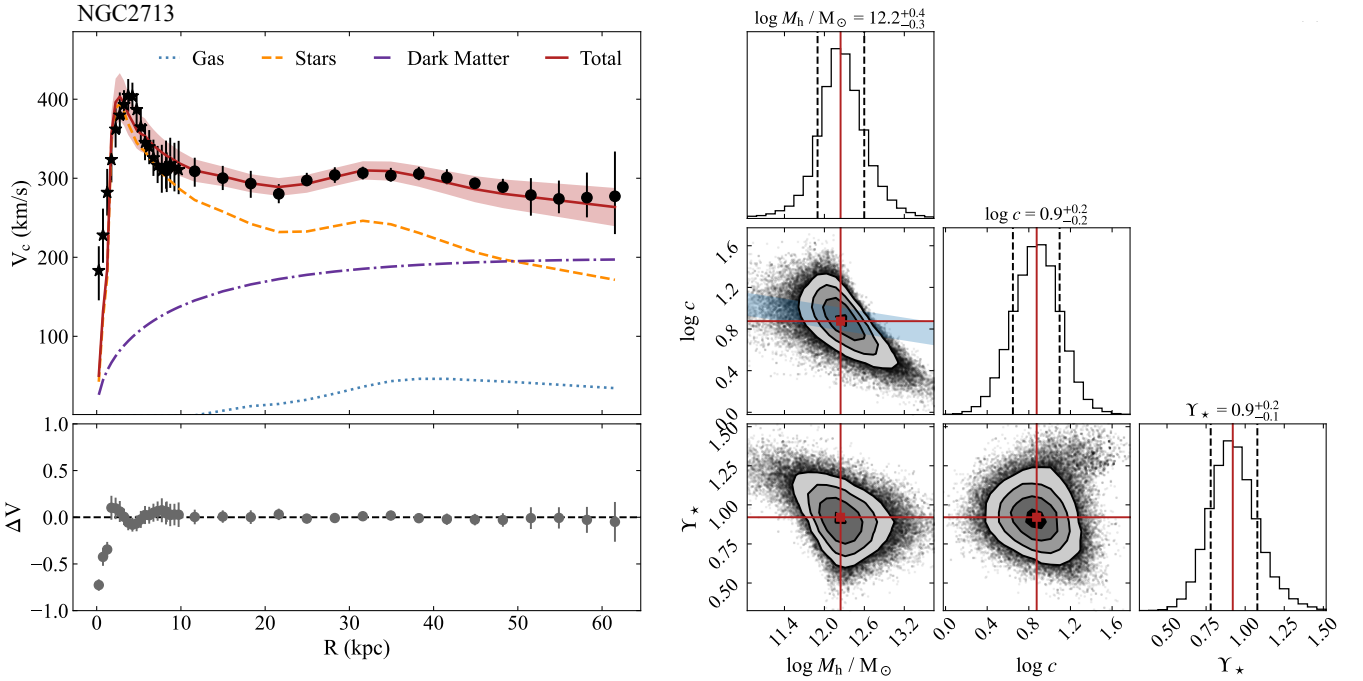 NGC2713
Gas Stars Dark Matter Total
400
300
200
100
V_c (km/s)
1.0
0.5
0.0
−0.5
−1.0
ΔV
0 10 20 30 40 50 60
R (kpc)
log M_h / M_⊙ = 12.2^{+0.4}_{−0.3}
log c = 0.9^{+0.2}_{−0.2}
1.6
1.2
0.8
0.4
0.0
log c
ϒ_⋆ = 0.9^{+0.2}_{−0.1}
1.50
1.25
1.00
0.75
0.50
ϒ_⋆
11.4 12.0 12.6 13.2
log M_h / M_⊙
0.0 0.4 0.8 1.2 1.6
log c
0.50 0.75 1.00 1.25 1.50
ϒ_⋆